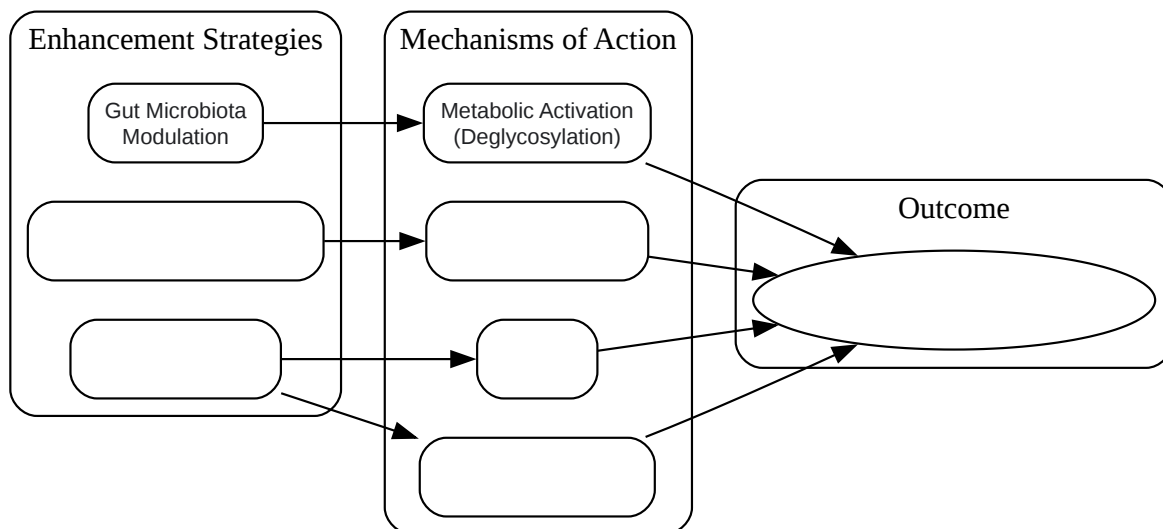 Enhancement Strategies
Mechanisms of Action
Gut Microbiota
Modulation
Metabolic Activation
(Deglycosylation)
Outcome